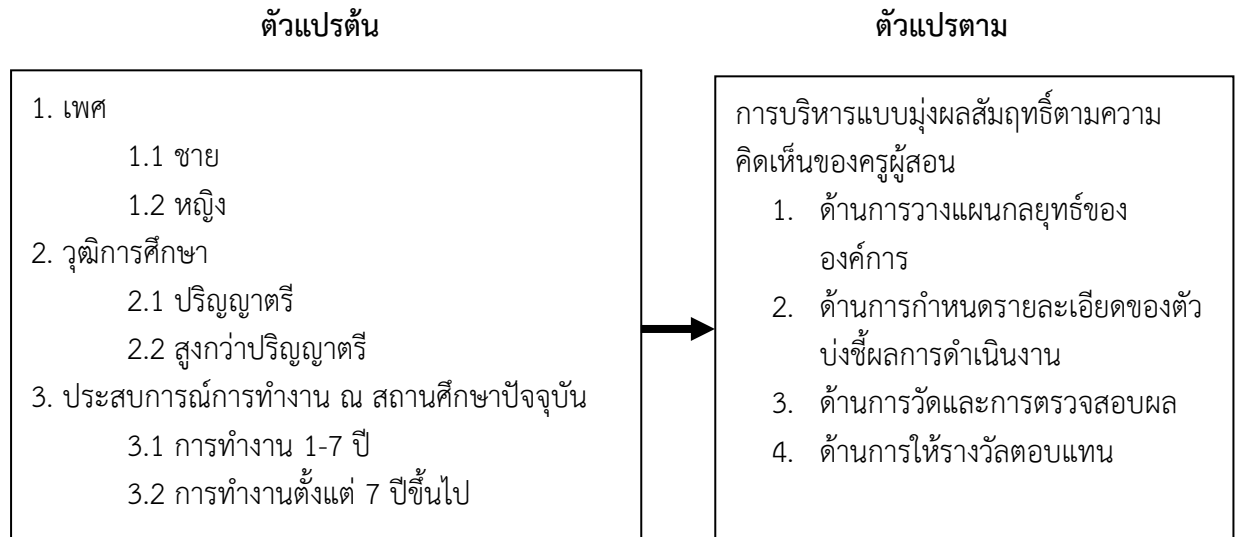 ตัวแปรต้น
ตัวแปรตาม
1. เพศ
1.1 ชาย
1.2 หญิง
2. วุฒิการศึกษา
2.1 ปริญญาตรี
2.2 สูงกว่าปริญญาตรี
3. ประสบการณ์การทำงาน ณ สถานศึกษาปัจจุบัน
3.1 การทำงาน 1-7 ปี
3.2 การทำงานตั้งแต่ 7 ปีขึ้นไป
การบริหารแบบมุ่งผลสัมฤทธิ์ตามความ
คิดเห็นของครูผู้สอน
1. ด้านการวางแผนกลยุทธ์ของ
องค์การ
2. ด้านการกำหนดรายละเอียดของตัว
บ่งชี้ผลการดำเนินงาน
3. ด้านการวัดและการตรวจสอบผล
4. ด้านการให้รางวัลตอบแทน